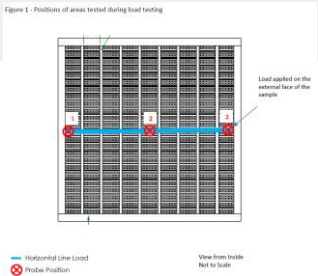 Figure 1 - Positions of areas tested during load testing
Load applied on the
external face of the
sample
1
2
3
Horizontal Line Load
Probe Position
View from Inside
Not to Scale